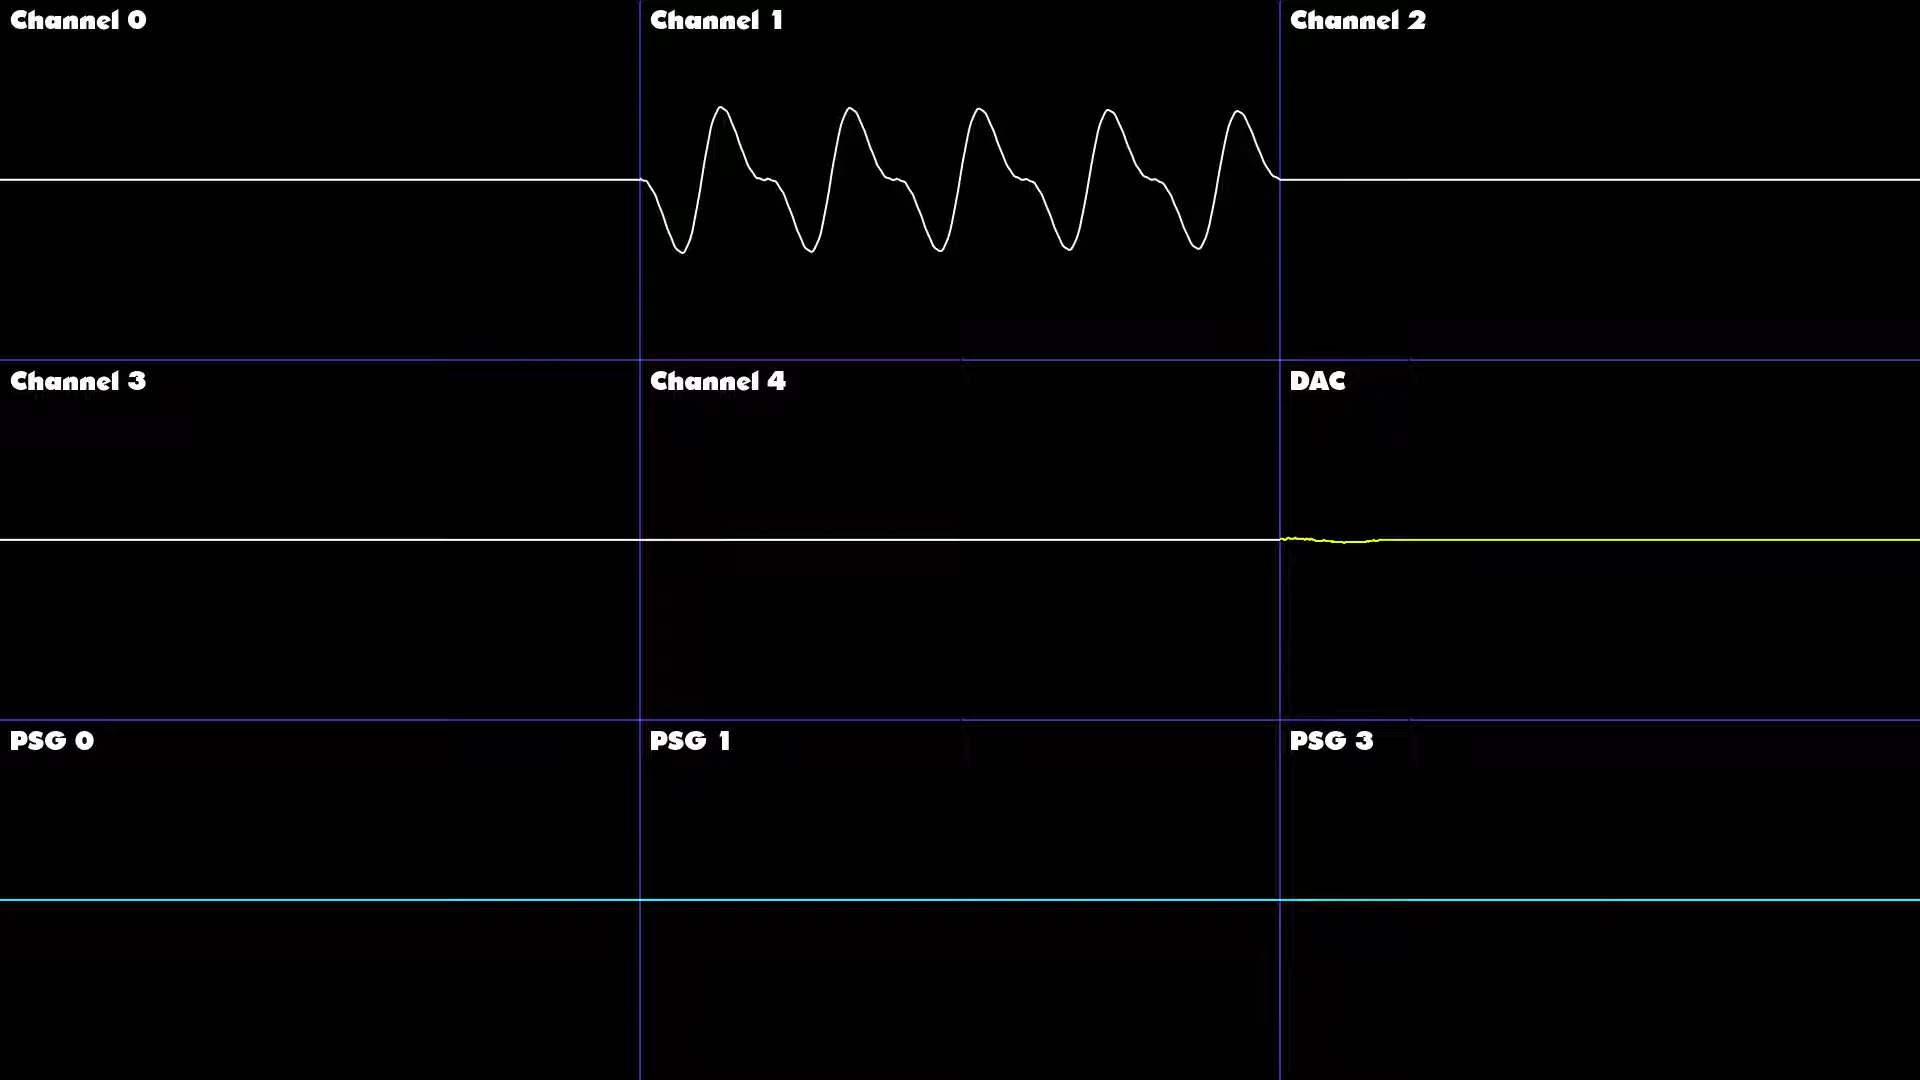 Channel 0
Channel 1
Channel 2
Channel 3
Channel 4
DAC
PSG 0
PSG 1
PSG 3